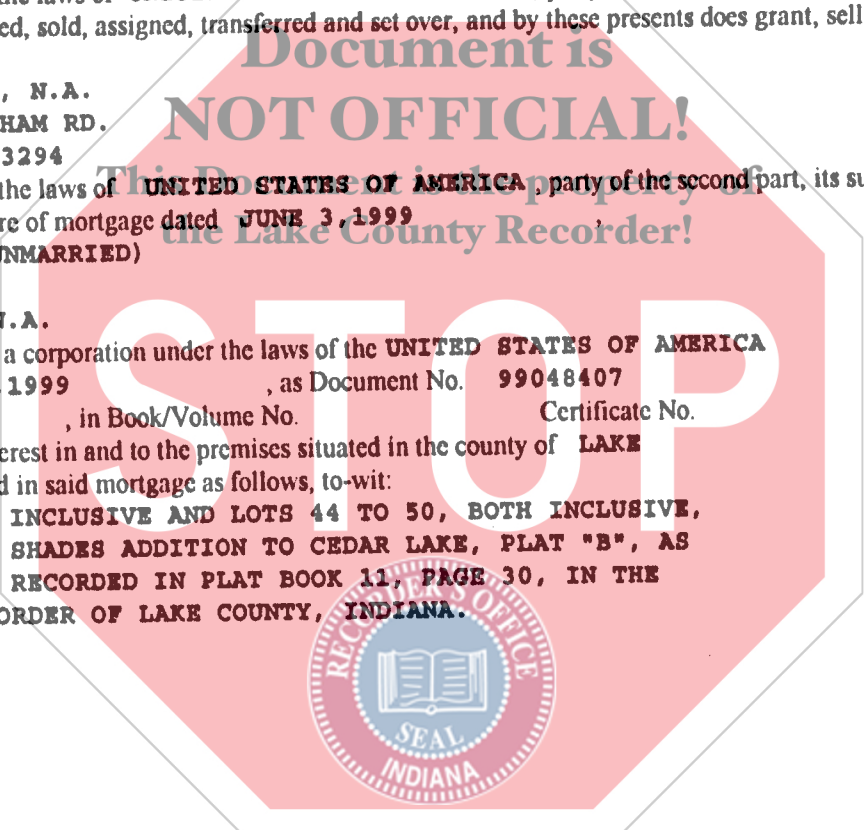 ed, sold, assigned, transferred and set over, and by these presents does grant, sell
Document is
, N.A.
NOT OFFICIAL!
HAM RD.
3294
This Document is the property of
the laws of UNITED STATES OF AMERICA , party of the second part, its su
re of mortgage dated JUNE 3,1999 ,
the Lake County Recorder!
NMARRIED)
N.A.
a corporation under the laws of the UNITED STATES OF AMERICA
1999 , as Document No. 99048407
, in Book/Volume No. Certificate No.
erest in and to the premises situated in the county of LAKE
d in said mortgage as follows, to-wit:
STOP
INCLUSIVE AND LOTS 44 TO 50, BOTH INCLUSIVE,
SHADES ADDITION TO CEDAR LAKE, PLAT "B", AS
RECORDED IN PLAT BOOK 11, PAGE 30, IN THE
ORDER OF LAKE COUNTY, INDIANA.
RECORDER'S OFFICE
SEAL
INDIANA